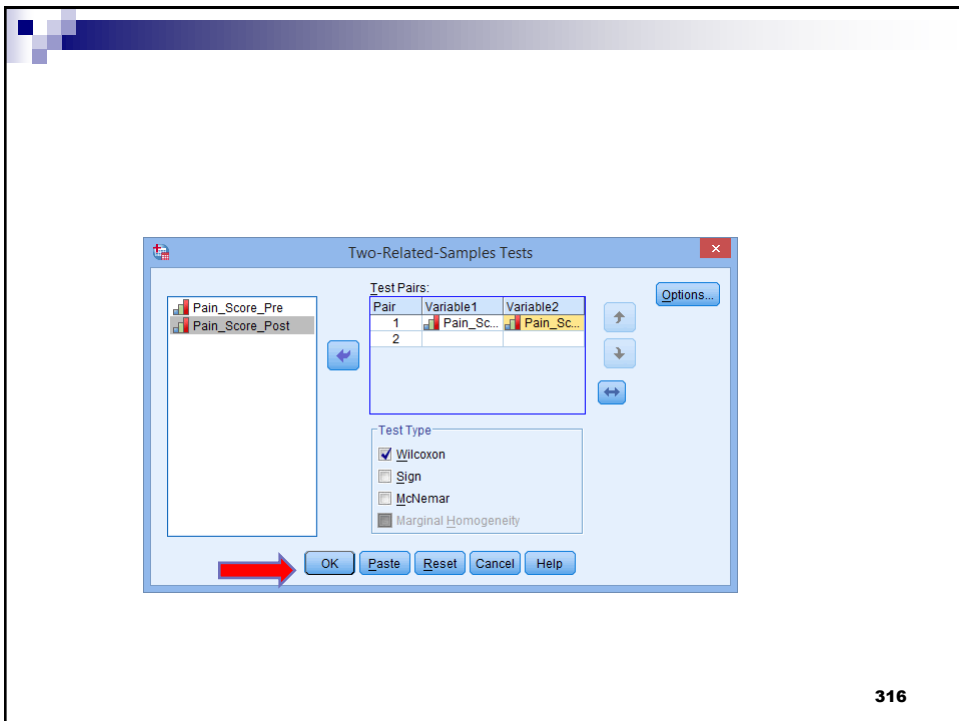 Two-Related-Samples Tests
Pain_Score_Pre
Pain_Score_Post
Test Pairs:
Pair Variable1 Variable2
1 Pain_Sc... Pain_Sc...
2
Options...
Test Type
Wilcoxon
Sign
McNemar
Marginal Homogeneity
OK Paste Reset Cancel Help
316